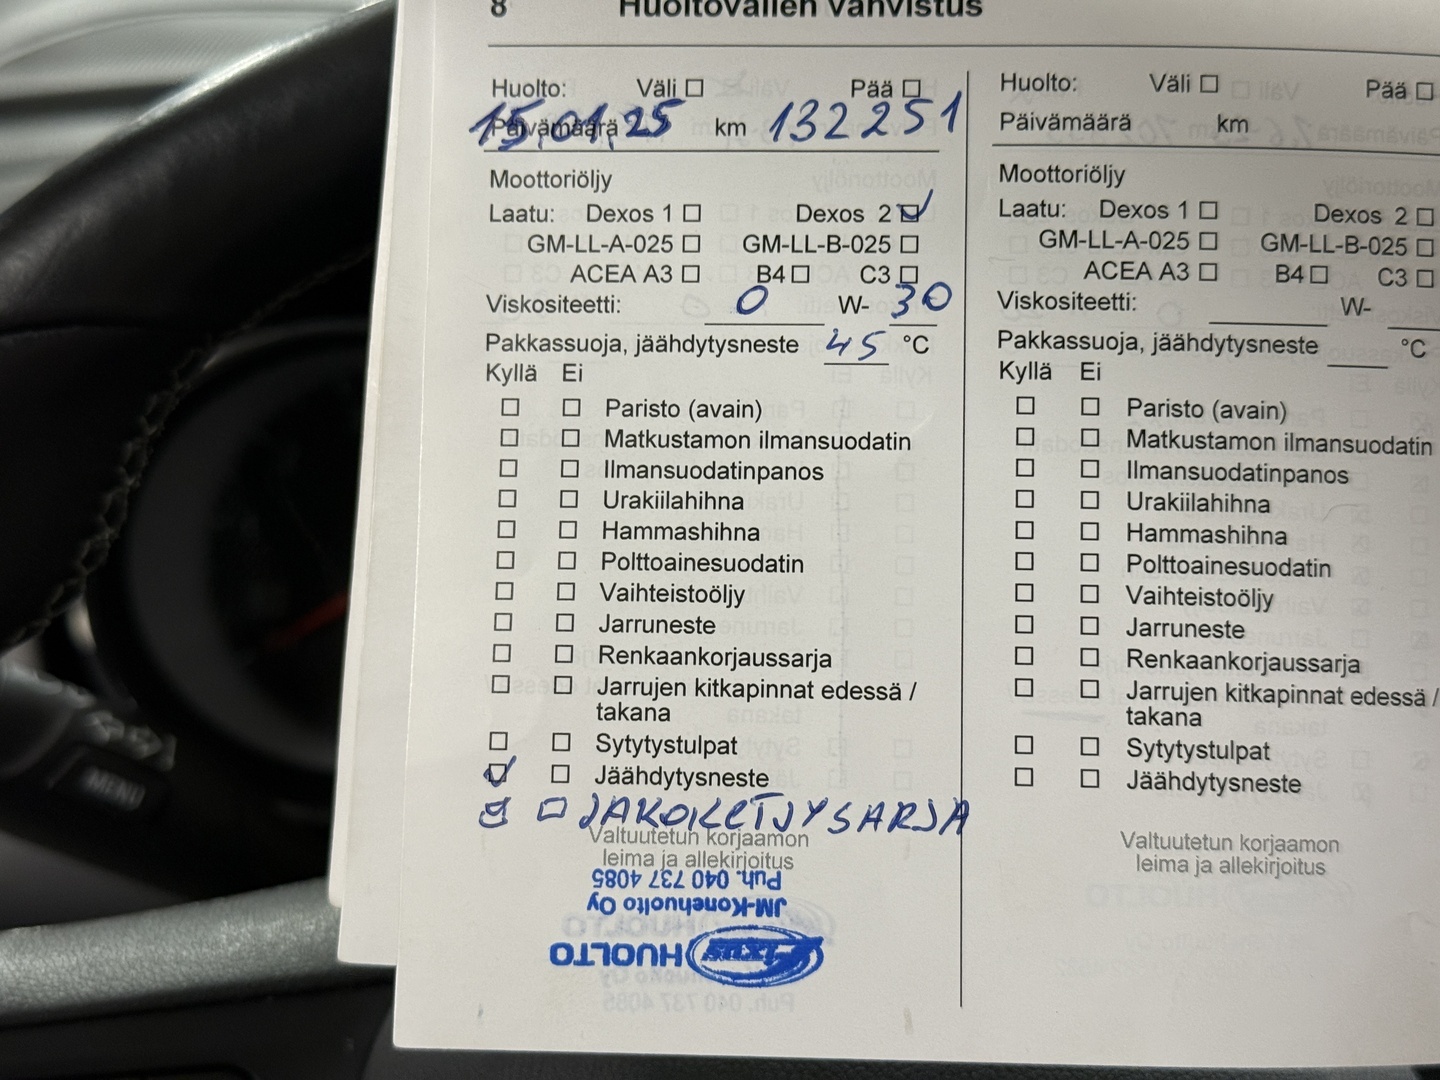 8 Huoltovälien vahvistus
Huolto: Väli ☐ Pää ☐
Päivämäärä 15.01.25 km 132251
Moottoriöljy
Laatu: Dexos 1 ☐ Dexos 2 ☑
GM-LL-A-025 ☐ GM-LL-B-025 ☐
ACEA A3 ☐ B4 ☐ C3 ☐
Viskositeetti: 0 W- 30
Pakkassuoja, jäähdytysneste 45 °C
Kyllä Ei
☐ ☐ Paristo (avain)
☐ ☐ Matkustamon ilmansuodatin
☐ ☐ Ilmansuodatinpanos
☐ ☐ Urakiilahihna
☐ ☐ Hammashihna
☐ ☐ Polttoainesuodatin
☐ ☐ Vaihteistoöljy
☐ ☐ Jarruneste
☐ ☐ Renkaankorjaussarja
☐ ☐ Jarrujen kitkapinnat edessä /
takana
☐ ☐ Sytytystulpat
☑ ☐ Jäähdytysneste
☑ ☐ JAKOKETJUSARJA
Valtuutetun korjaamon
leima ja allekirjoitus
Fixus HUOLTO
JM-Konehuolto Oy
Puh. 040 737 4085
Huolto: Väli ☐ Pää ☐
Päivämäärä km
Moottoriöljy
Laatu: Dexos 1 ☐ Dexos 2 ☐
GM-LL-A-025 ☐ GM-LL-B-025 ☐
ACEA A3 ☐ B4 ☐ C3 ☐
Viskositeetti: W-
Pakkassuoja, jäähdytysneste °C
Kyllä Ei
☐ ☐ Paristo (avain)
☐ ☐ Matkustamon ilmansuodatin
☐ ☐ Ilmansuodatinpanos
☐ ☐ Urakiilahihna
☐ ☐ Hammashihna
☐ ☐ Polttoainesuodatin
☐ ☐ Vaihteistoöljy
☐ ☐ Jarruneste
☐ ☐ Renkaankorjaussarja
☐ ☐ Jarrujen kitkapinnat edessä /
takana
☐ ☐ Sytytystulpat
☐ ☐ Jäähdytysneste
Valtuutetun korjaamon
leima ja allekirjoitus
MENU